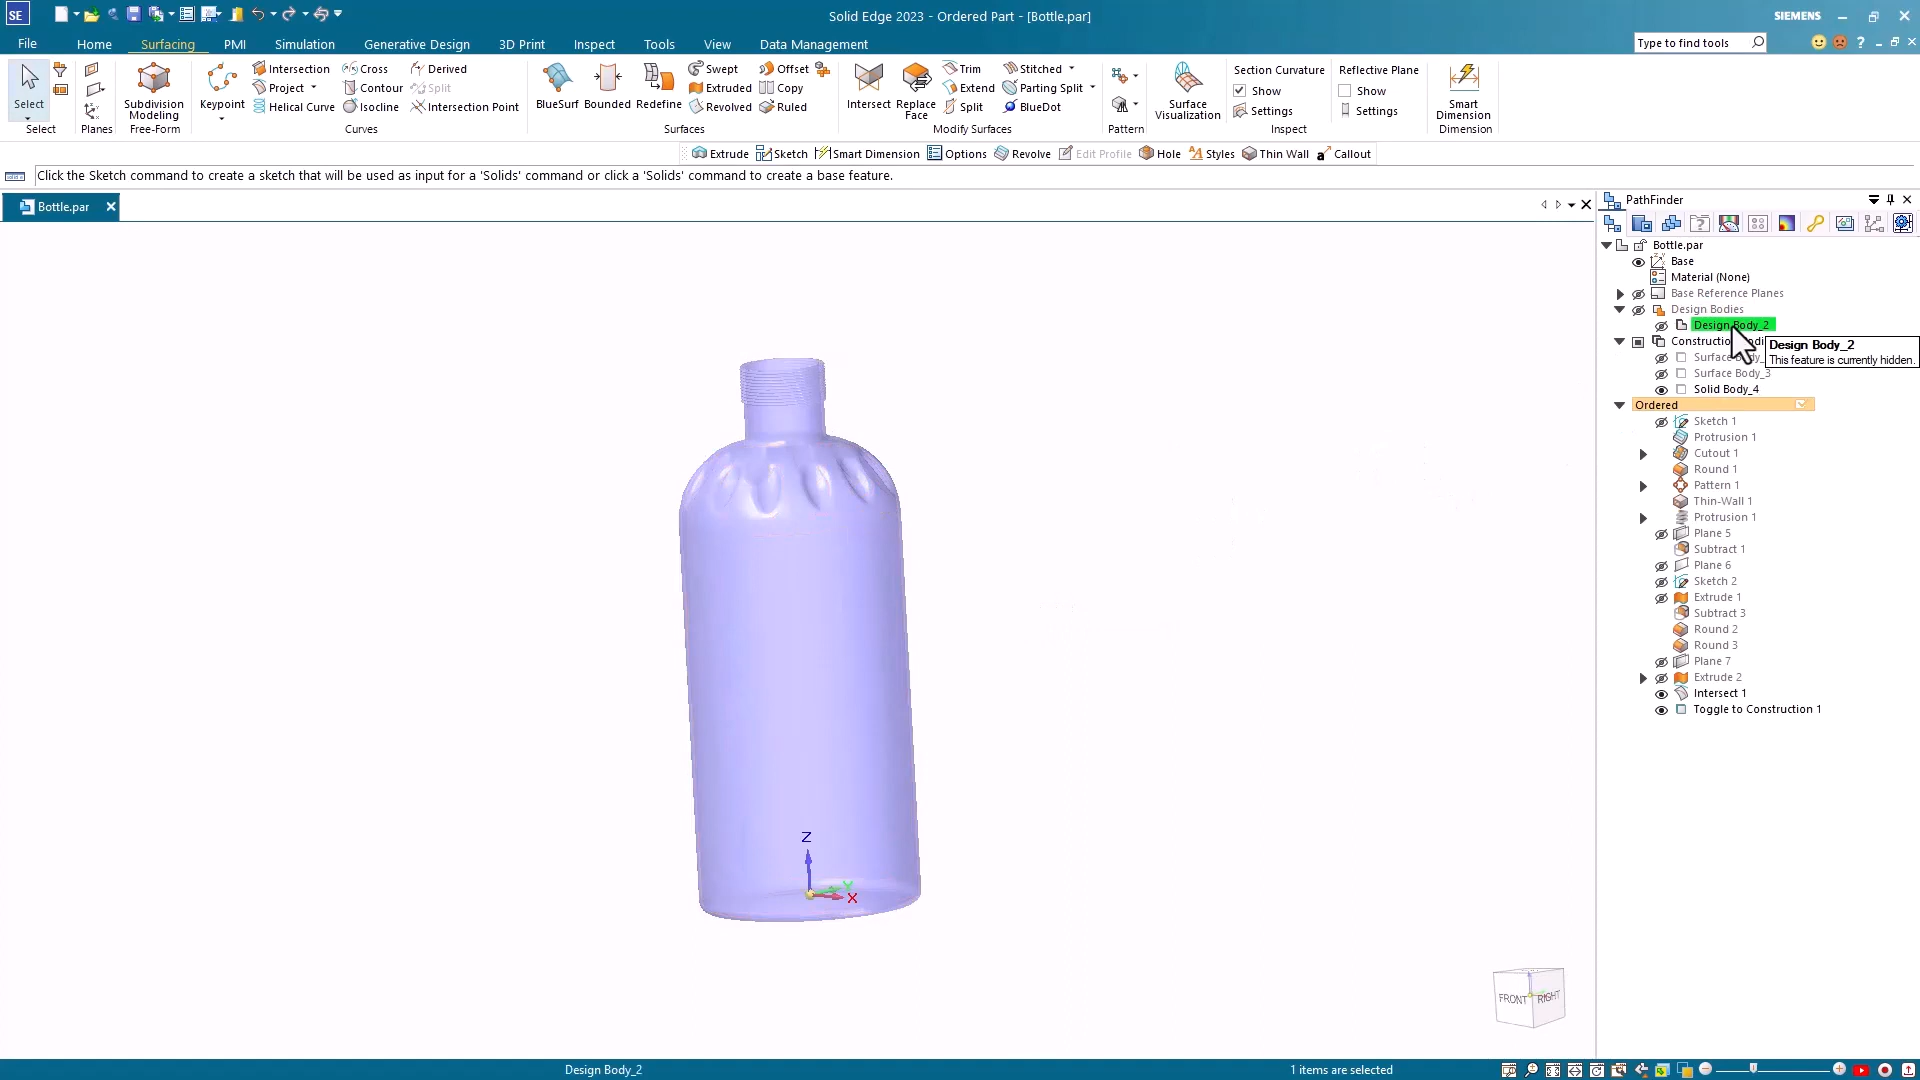 SE
Solid Edge 2023 - Ordered Part - [Bottle.par]
SIEMENS
File Home Surfacing PMI Simulation Generative Design 3D Print Inspect Tools View Data Management
Type to find tools
Intersection Cross Derived
Project Contour Split
Helical Curve Isocline Intersection Point
Swept Offset
Extruded Copy
Revolved Ruled
Trim Stitched
Extend Parting Split
Split BlueDot
Section Curvature Reflective Plane
Show Show
Settings Settings
Select Subdivision Modeling Keypoint BlueSurf Bounded Redefine Intersect Replace Face Surface Visualization Smart Dimension
Select Planes Free-Form Curves Surfaces Modify Surfaces Pattern Inspect Dimension
Extrude Sketch Smart Dimension Options Revolve Edit Profile Hole Styles Thin Wall Callout
Click the Sketch command to create a sketch that will be used as input for a 'Solids' command or click a 'Solids' command to create a base feature.
Bottle.par
PathFinder
Bottle.par
Base
Material (None)
Base Reference Planes
Design Bodies
Design Body_2
Design Body_2
This feature is currently hidden.
Surface Body_3
Solid Body_4
Ordered
Sketch 1
Protrusion 1
Cutout 1
Round 1
Pattern 1
Thin-Wall 1
Protrusion 1
Plane 5
Subtract 1
Plane 6
Sketch 2
Extrude 1
Subtract 3
Round 2
Round 3
Plane 7
Extrude 2
Intersect 1
Toggle to Construction 1
Z
Y
X
FRONT RIGHT
Design Body_2
1 items are selected